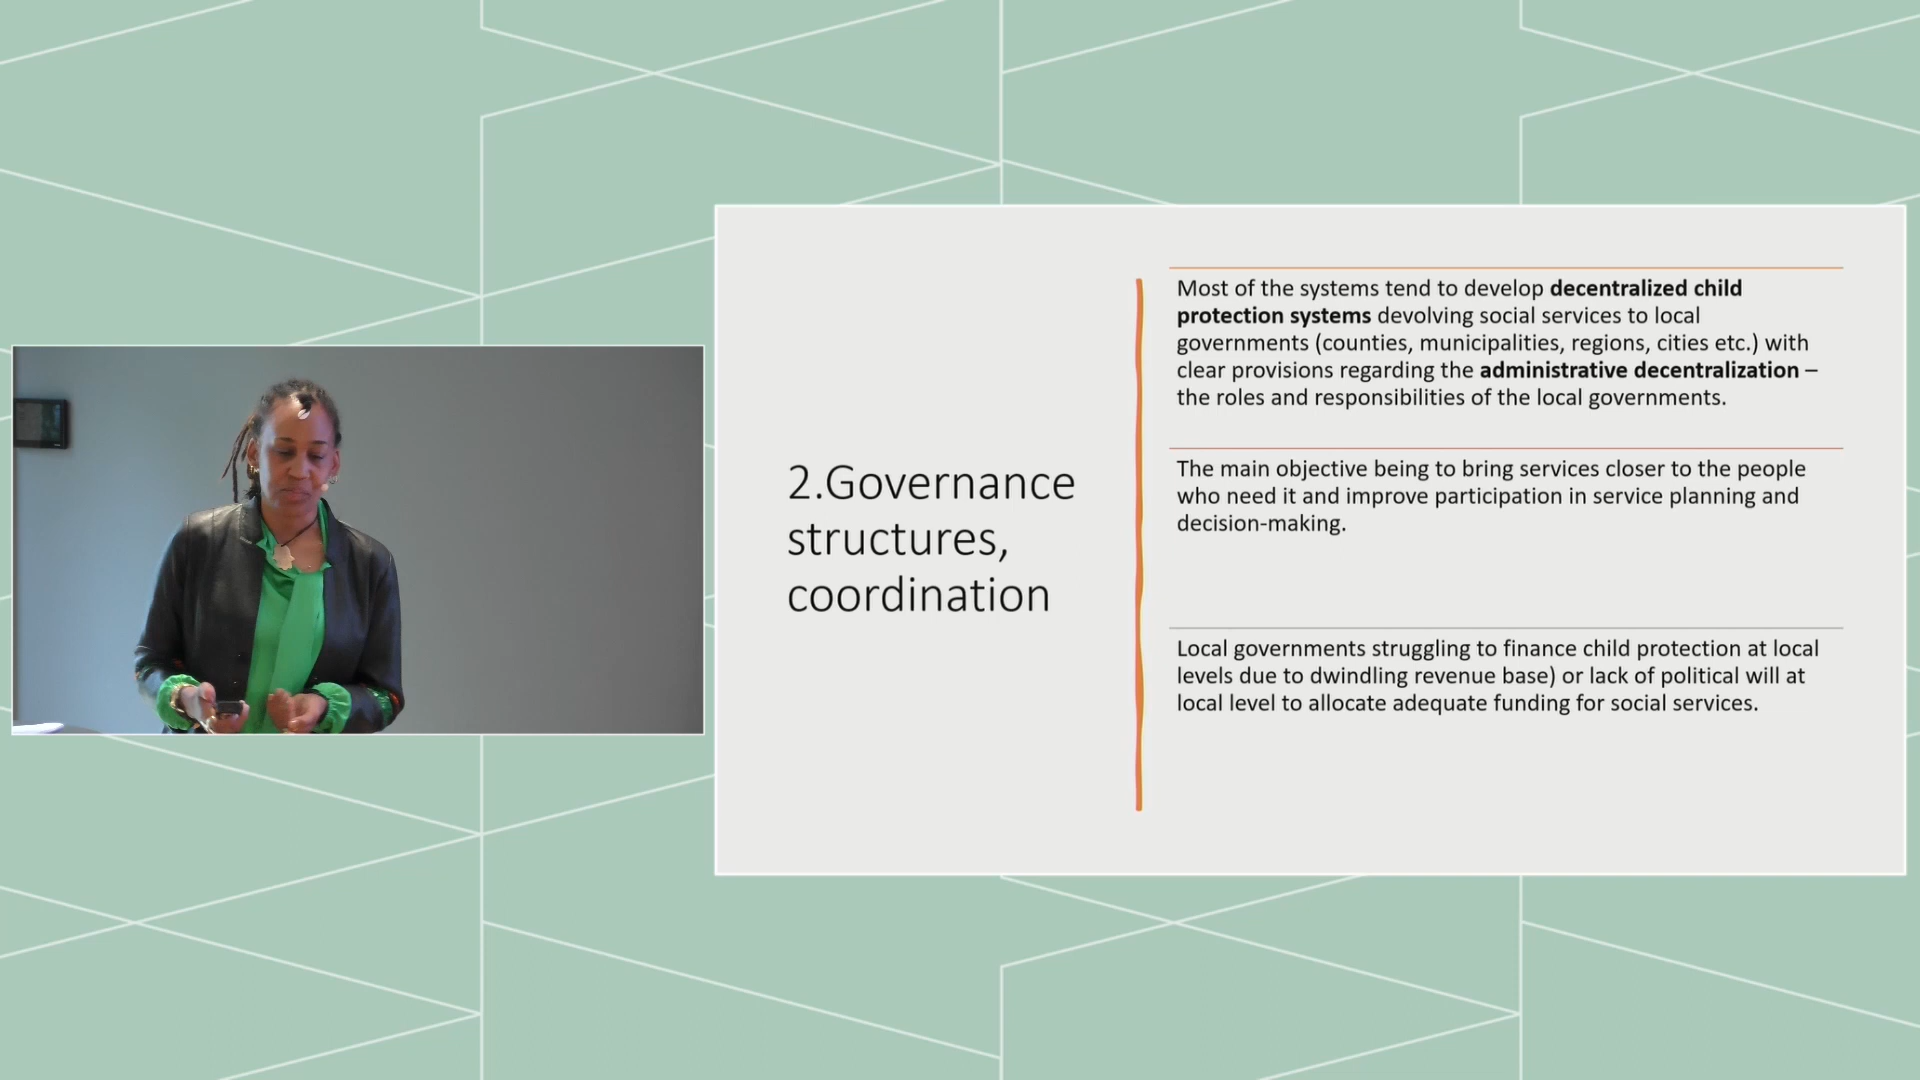 2.Governance
structures,
coordination
Most of the systems tend to develop decentralized child
protection systems devolving social services to local
governments (counties, municipalities, regions, cities etc.) with
clear provisions regarding the administrative decentralization –
the roles and responsibilities of the local governments.
The main objective being to bring services closer to the people
who need it and improve participation in service planning and
decision-making.
Local governments struggling to finance child protection at local
levels due to dwindling revenue base) or lack of political will at
local level to allocate adequate funding for social services.